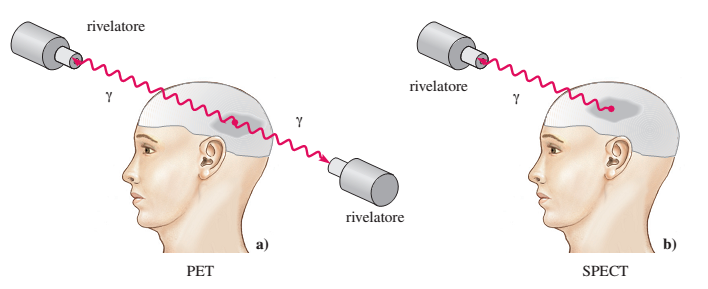 rivelatore
γ
γ
rivelatore
a)
PET
rivelatore
γ
b)
SPECT